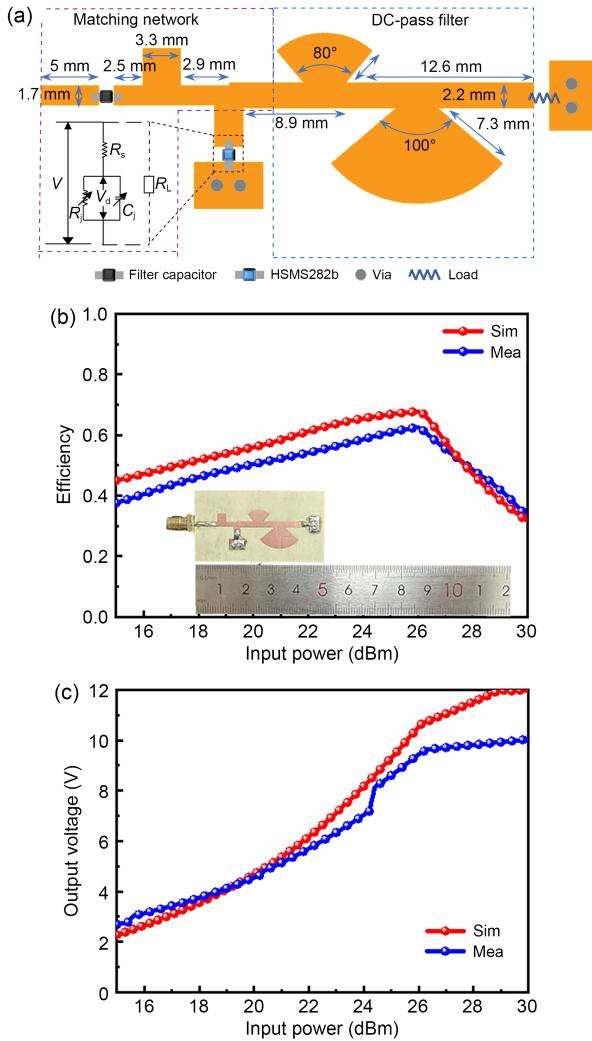 (a)
Matching network
DC-pass filter
3.3 mm
80°
5 mm
2.5 mm
2.9 mm
12.6 mm
1.7 mm
2.2 mm
8.9 mm
7.3 mm
100°
Rs
V
Rj
Vd
Cj
RL
Filter capacitor
HSMS282b
Via
Load
(b)
1.0
0.8
0.6
0.4
0.2
0.0
Efficiency
Sim
Mea
1 2 3 4 5 6 7 8 9 10 1 2
16 18 20 22 24 26 28 30
Input power (dBm)
(c)
12
10
8
6
4
2
0
Output voltage (V)
Sim
Mea
16 18 20 22 24 26 28 30
Input power (dBm)